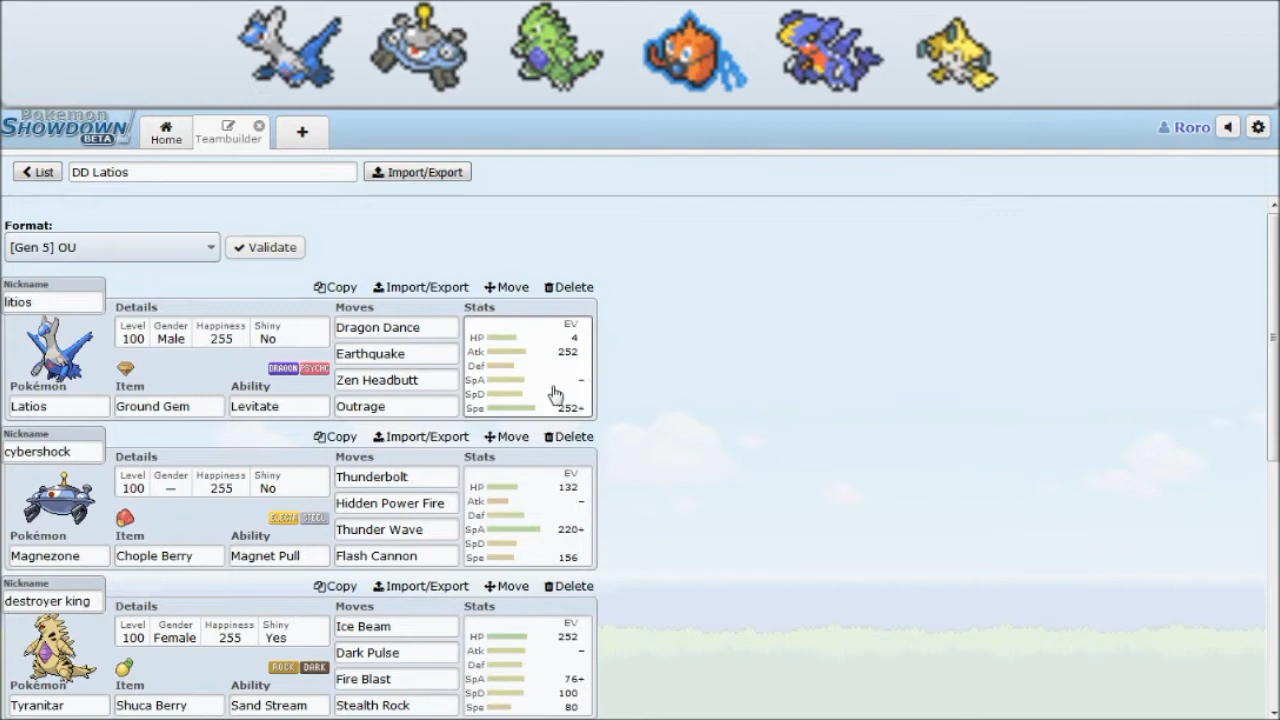 Pokémon
SHOWDOWN
BETA
Home
Teambuilder
+
Roro
List
DD Latios
Import/Export
Format:
[Gen 5] OU
Validate
Copy Import/Export Move Delete
Nickname
litios
Details
Moves
Stats
Level Gender Happiness Shiny
100 Male 255 No
DRAGON PSYCHC
Pokémon Item Ability
Latios Ground Gem Levitate
Dragon Dance
Earthquake
Zen Headbutt
Outrage
EV
HP 4
Atk 252
Def
SpA –
SpD
Spe 252+
Copy Import/Export Move Delete
Nickname
cybershock
Details
Moves
Stats
Level Gender Happiness Shiny
100 — 255 No
ELECTR STEEL
Pokémon Item Ability
Magnezone Chople Berry Magnet Pull
Thunderbolt
Hidden Power Fire
Thunder Wave
Flash Cannon
EV
HP 132
Atk –
Def
SpA 220+
SpD
Spe 156
Copy Import/Export Move Delete
Nickname
destroyer king
Details
Moves
Stats
Level Gender Happiness Shiny
100 Female 255 Yes
ROCK DARK
Pokémon Item Ability
Tyranitar Shuca Berry Sand Stream
Ice Beam
Dark Pulse
Fire Blast
Stealth Rock
EV
HP 252
Atk –
Def
SpA 76+
SpD 100
Spe 80